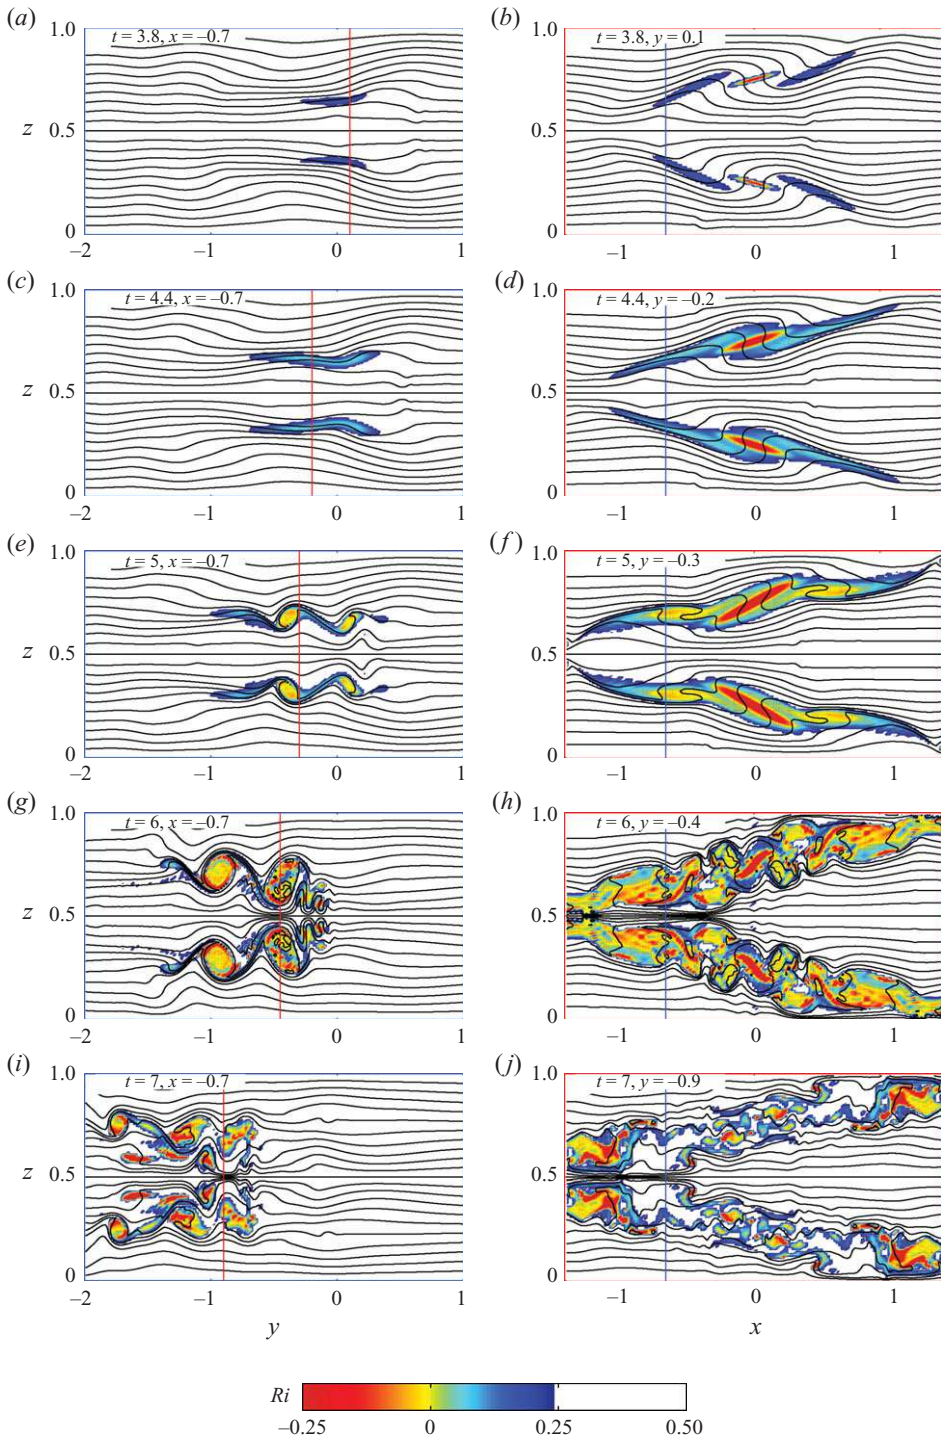 (a) (b)
1.0 t = 3.8, x = –0.7 1.0 t = 3.8, y = 0.1
z 0.5 0.5
0 0
–2 –1 0 1 –1 0 1
(c) (d)
1.0 t = 4.4, x = –0.7 1.0 t = 4.4, y = –0.2
z 0.5 0.5
0 0
–2 –1 0 1 –1 0 1
(e) (f)
1.0 t = 5, x = –0.7 1.0 t = 5, y = –0.3
z 0.5 0.5
0 0
–2 –1 0 1 –1 0 1
(g) (h)
1.0 t = 6, x = –0.7 1.0 t = 6, y = –0.4
z 0.5 0.5
0 0
–2 –1 0 1 –1 0 1
(i) (j)
1.0 t = 7, x = –0.7 1.0 t = 7, y = –0.9
z 0.5 0.5
0 0
–2 –1 0 1 –1 0 1
y x
Ri
–0.25 0 0.25 0.50